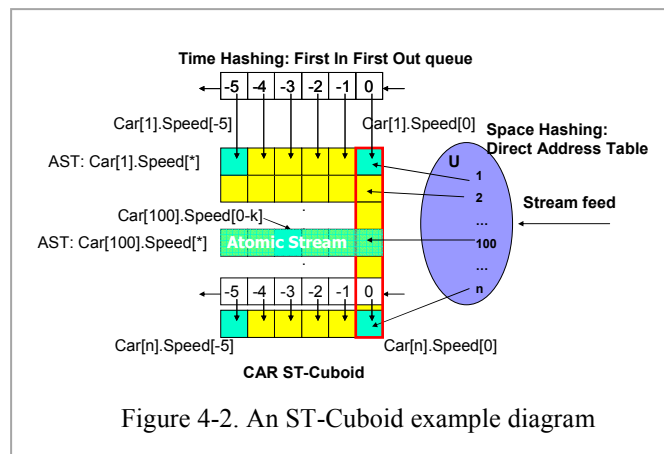 Time Hashing: First In First Out queue
-5 -4 -3 -2 -1 0
Car[1].Speed[-5]
Car[1].Speed[0]
Space Hashing:
Direct Address Table
AST: Car[1].Speed[*]
U
1
2
...
100
...
n
Stream feed
Car[100].Speed[0-k]
AST: Car[100].Speed[*]
Atomic Stream
-5 -4 -3 -2 -1 0
Car[n].Speed[-5]
Car[n].Speed[0]
CAR ST-Cuboid
Figure 4-2. An ST-Cuboid example diagram